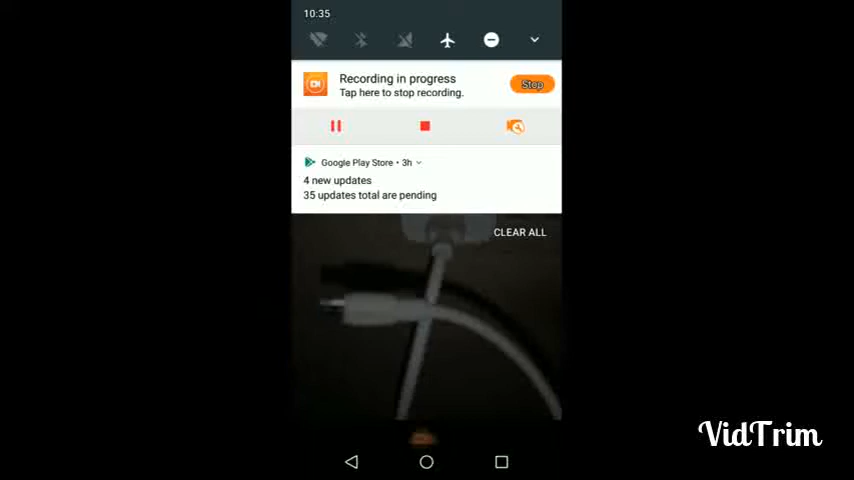 10:35
Recording in progress
Tap here to stop recording.
Stop
Google Play Store • 3h
4 new updates
35 updates total are pending
CLEAR ALL
VidTrim